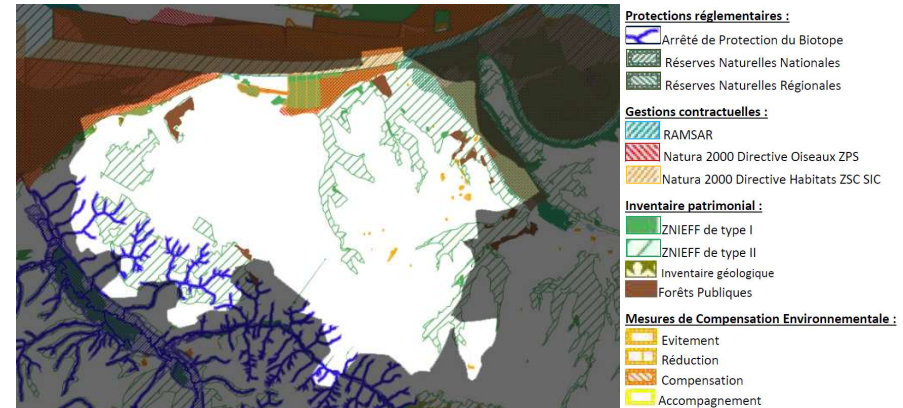 Protections réglementaires :
Arrêté de Protection du Biotope
Réserves Naturelles Nationales
Réserves Naturelles Régionales
Gestions contractuelles :
RAMSAR
Natura 2000 Directive Oiseaux ZPS
Natura 2000 Directive Habitats ZSC SIC
Inventaire patrimonial :
ZNIEFF de type I
ZNIEFF de type II
Inventaire géologique
Forêts Publiques
Mesures de Compensation Environnementale :
Evitement
Réduction
Compensation
Accompagnement